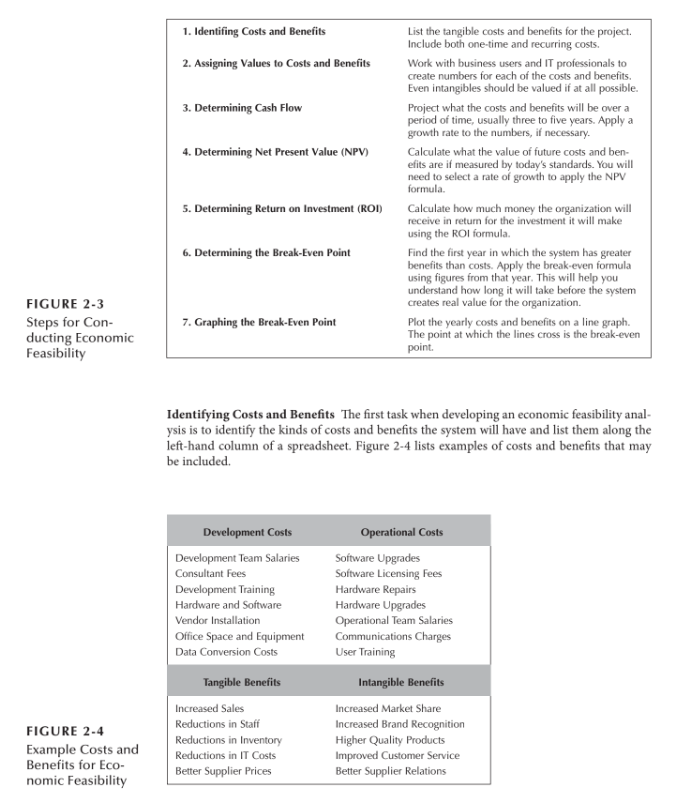 1. Identifing Costs and Benefits
List the tangible costs and benefits for the project.
Include both one-time and recurring costs.
2. Assigning Values to Costs and Benefits
Work with business users and IT professionals to
create numbers for each of the costs and benefits.
Even intangibles should be valued if at all possible.
3. Determining Cash Flow
Project what the costs and benefits will be over a
period of time, usually three to five years. Apply a
growth rate to the numbers, if necessary.
4. Determining Net Present Value (NPV)
Calculate what the value of future costs and ben-
efits are if measured by today's standards. You will
need to select a rate of growth to apply the NPV
formula.
5. Determining Return on Investment (ROI)
Calculate how much money the organization will
receive in return for the investment it will make
using the ROI formula.
6. Determining the Break-Even Point
Find the first year in which the system has greater
benefits than costs. Apply the break-even formula
using figures from that year. This will help you
understand how long it will take before the system
creates real value for the organization.
7. Graphing the Break-Even Point
Plot the yearly costs and benefits on a line graph.
The point at which the lines cross is the break-even
point.
FIGURE 2-3
Steps for Con-
ducting Economic
Feasibility
Identifying Costs and Benefits The first task when developing an economic feasibility anal-
ysis is to identify the kinds of costs and benefits the system will have and list them along the
left-hand column of a spreadsheet. Figure 2-4 lists examples of costs and benefits that may
be included.
Development Costs Operational Costs
Development Team Salaries Software Upgrades
Consultant Fees Software Licensing Fees
Development Training Hardware Repairs
Hardware and Software Hardware Upgrades
Vendor Installation Operational Team Salaries
Office Space and Equipment Communications Charges
Data Conversion Costs User Training
Tangible Benefits Intangible Benefits
Increased Sales Increased Market Share
Reductions in Staff Increased Brand Recognition
Reductions in Inventory Higher Quality Products
Reductions in IT Costs Improved Customer Service
Better Supplier Prices Better Supplier Relations
FIGURE 2-4
Example Costs and
Benefits for Eco-
nomic Feasibility